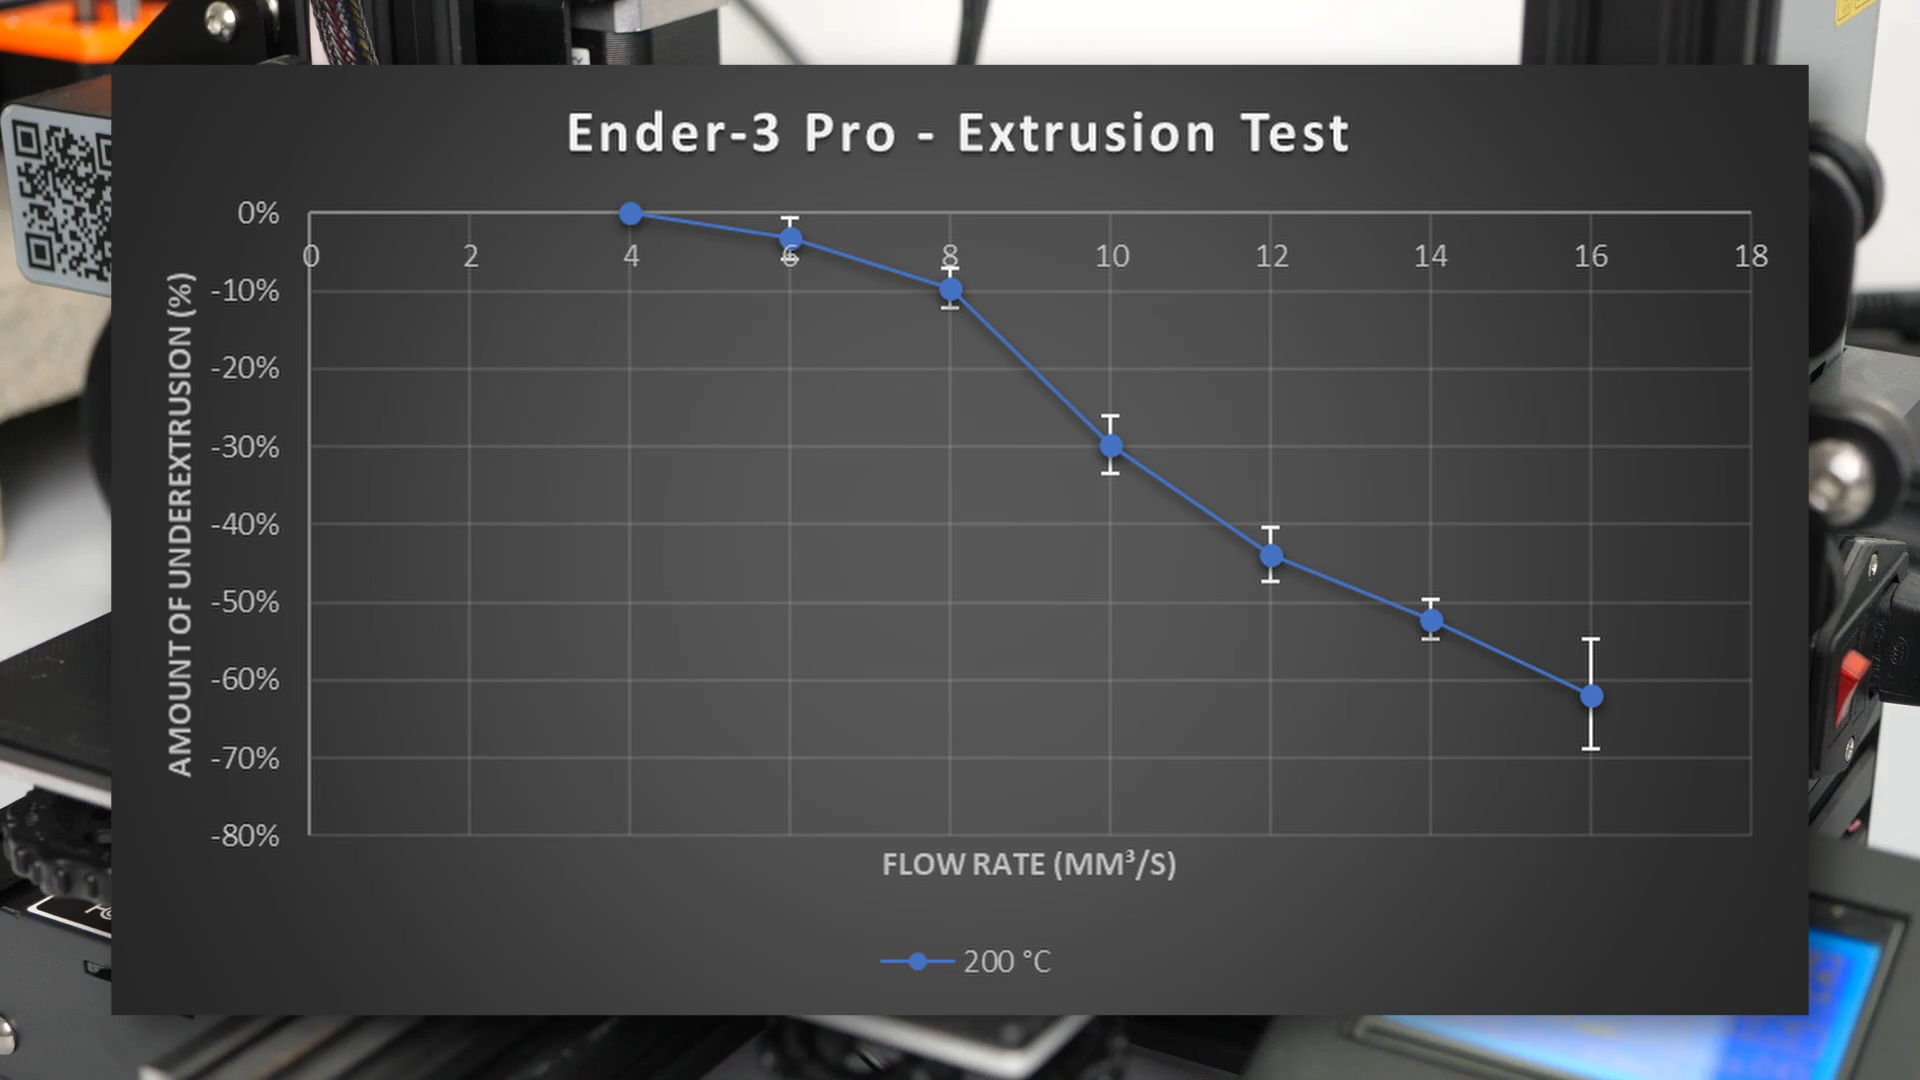 Ender-3 Pro - Extrusion Test
0%
0 2 4 6 8 10 12 14 16 18
-10%
-20%
-30%
-40%
-50%
-60%
-70%
-80%
AMOUNT OF UNDEREXTRUSION (%)
FLOW RATE (MM³/S)
200 °C